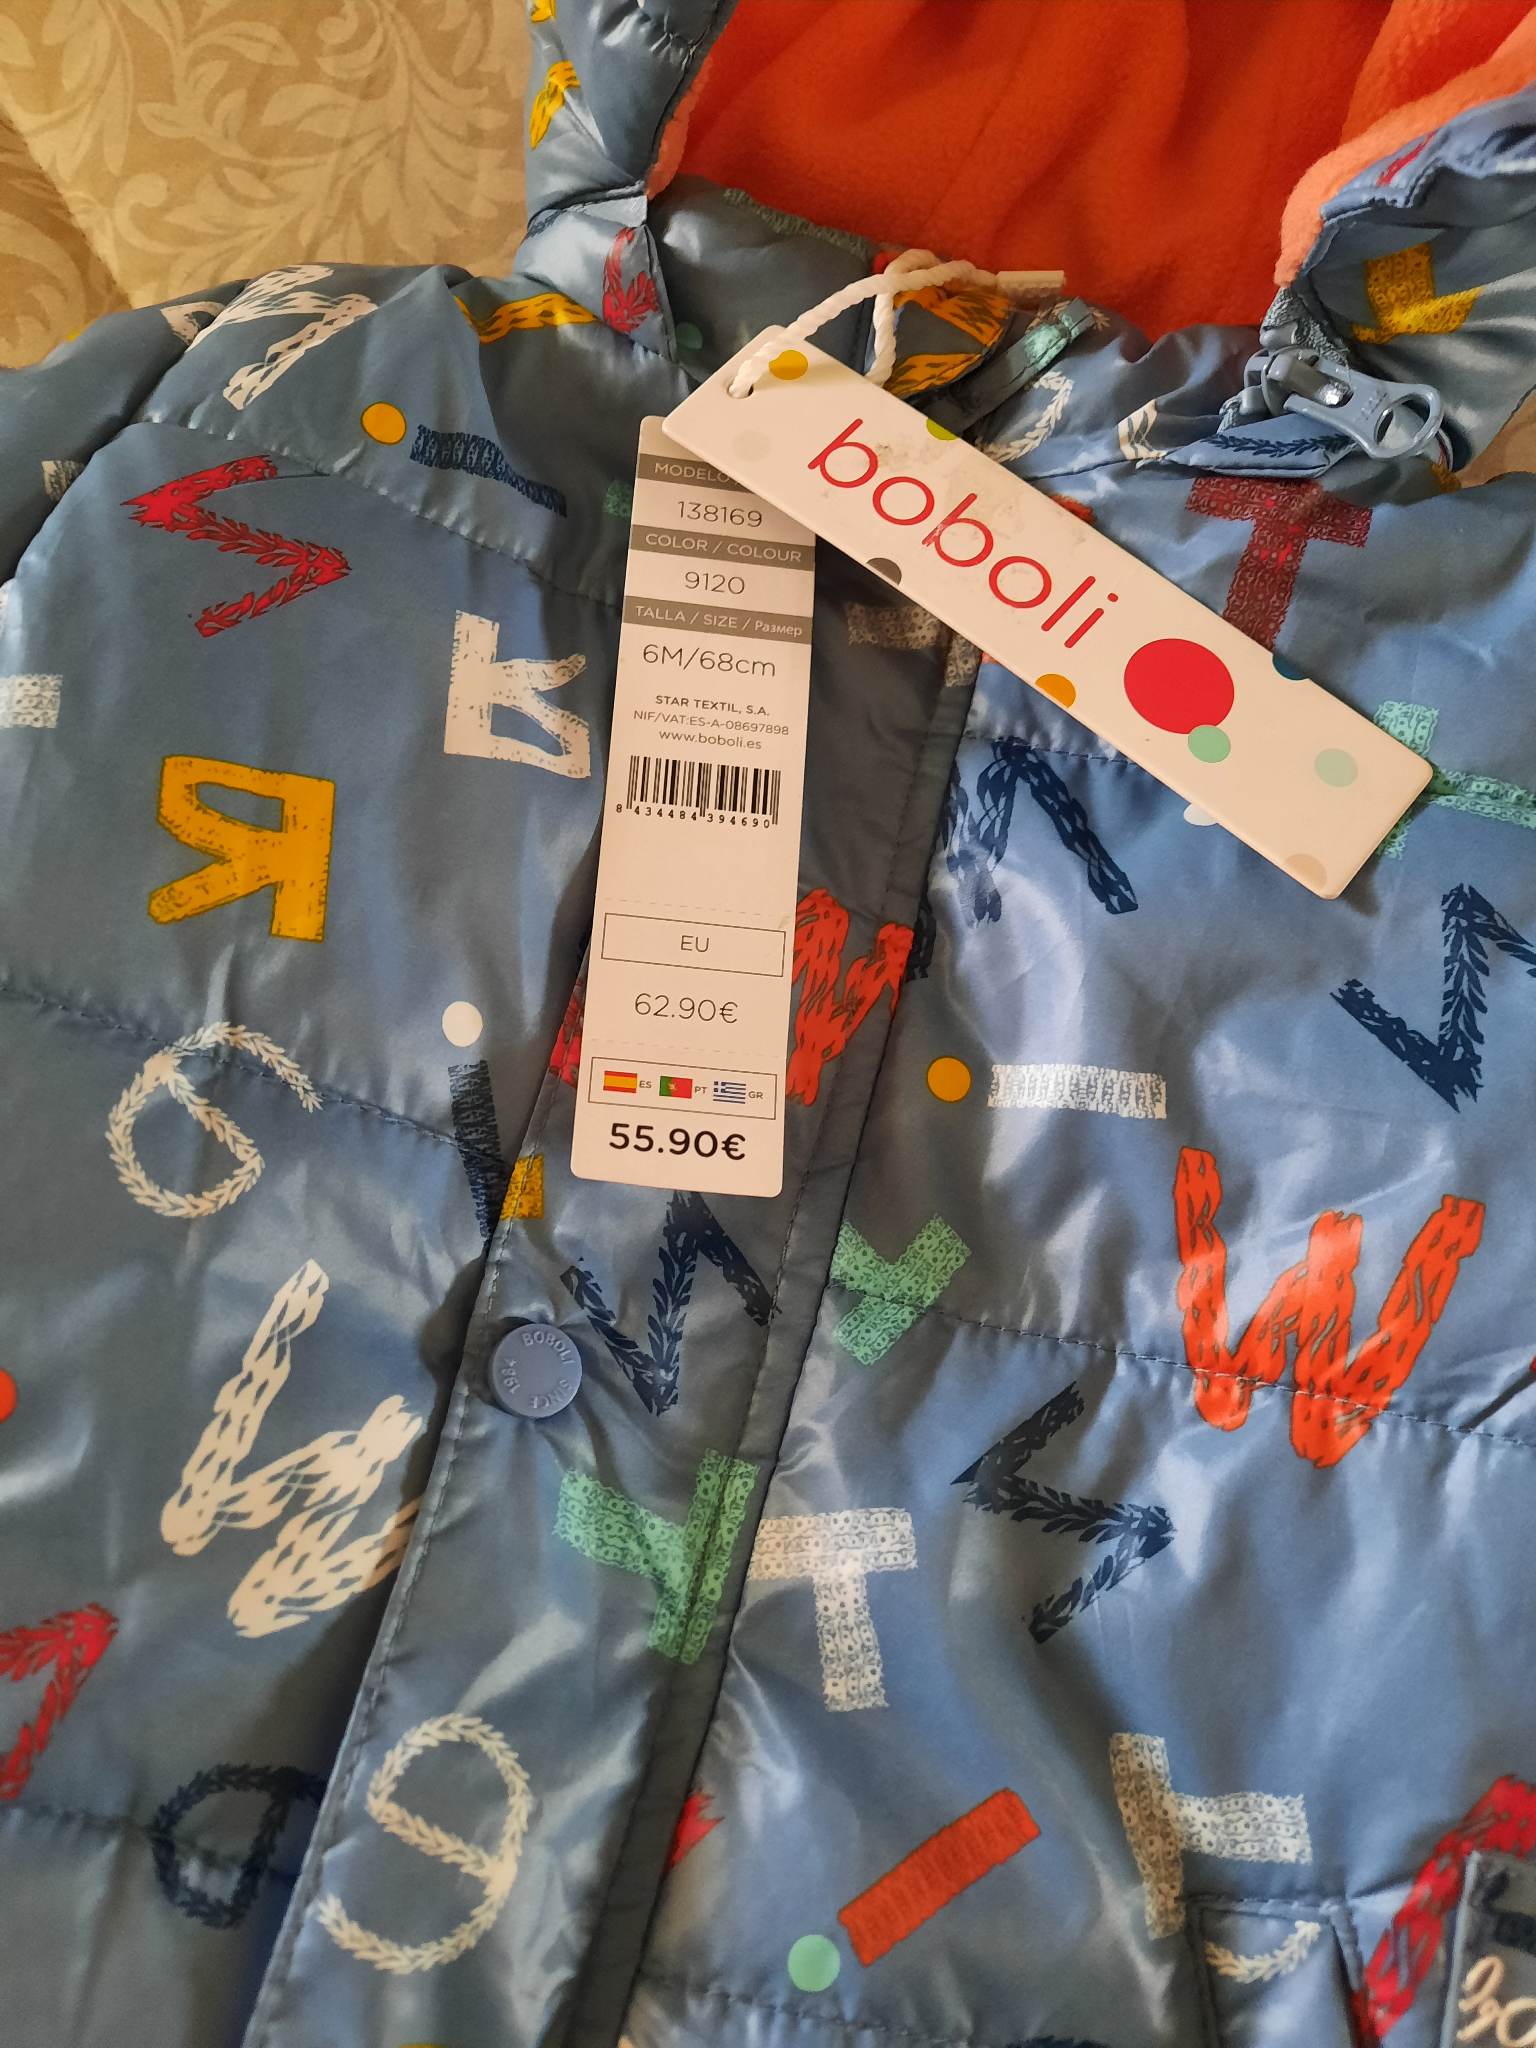 boboli
MODELO
138169
COLOR / COLOUR
9120
TALLA / SIZE / Размер
6M/68cm
STAR TEXTIL, S.A.
NIF/VAT:ES-A-08697898
www.boboli.es
8 434484 394690
EU
62.90€
ES PT GR
55.90€
BOBOLI SINCE 1984